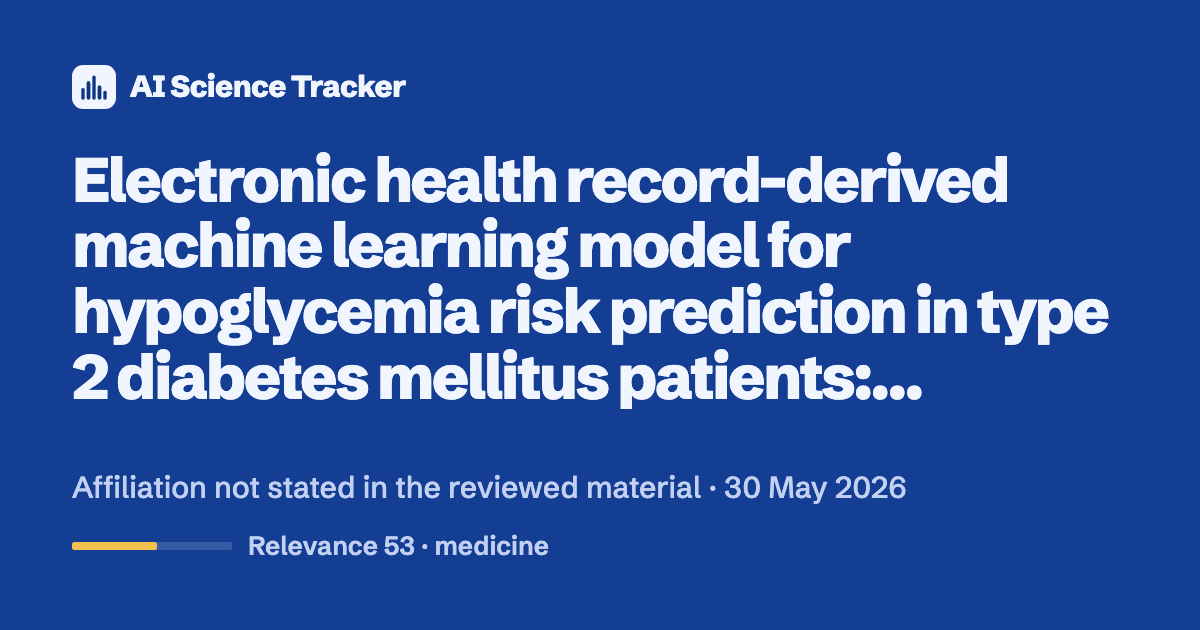 AI Science Tracker
Electronic health record-derived
machine learning model for
hypoglycemia risk prediction in type
2 diabetes mellitus patients:...
Affiliation not stated in the reviewed material · 30 May 2026
Relevance 53 · medicine